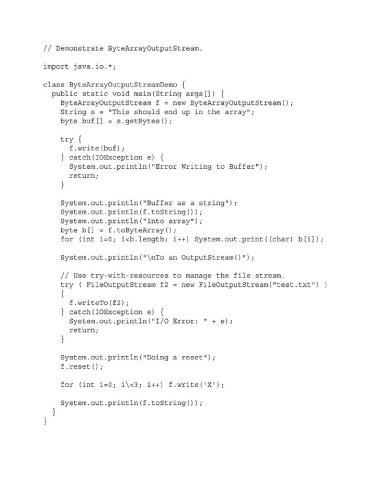 // Demonstrate ByteArrayOutputStream.
import java.io.*;
class ByteArrayOutputStreamDemo {
public static void main(String args[]) {
ByteArrayOutputStream f = new ByteArrayOutputStream();
String s = "This should end up in the array";
byte buf[] = s.getBytes();
try {
f.write(buf);
} catch(IOException e) {
System.out.println("Error Writing to Buffer");
return;
}
System.out.println("Buffer as a string");
System.out.println(f.toString());
System.out.println("Into array");
byte b[] = f.toByteArray();
for (int i=0; i<b.length; i++) System.out.print((char) b[i]);
System.out.println("\nTo an OutputStream()");
// Use try-with-resources to manage the file stream.
try ( FileOutputStream f2 = new FileOutputStream("test.txt") )
{
f.writeTo(f2);
} catch(IOException e) {
System.out.println("I/O Error: " + e);
return;
}
System.out.println("Doing a reset");
f.reset();
for (int i=0; i\<3; i++) f.write('X');
System.out.println(f.toString());
}
}